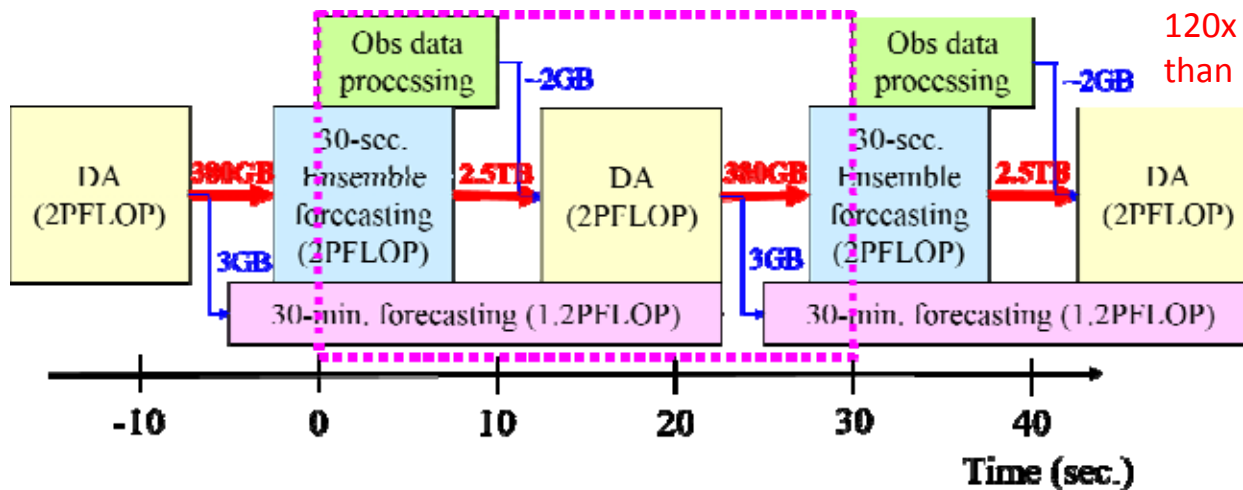 120x
than
Obs data
processing
~2GB
Obs data
processing
~2GB
DA
(2PFLOP)
380GB
3GB
30-sec.
Ensemble
forecasting
(2PFLOP)
2.5TB
DA
(2PFLOP)
380GB
3GB
30-sec.
Ensemble
forecasting
(2PFLOP)
2.5TB
DA
(2PFLOP)
30-min. forecasting (1.2PFLOP)
30-min. forecasting (1.2PFLOP)
-10 0 10 20 30 40
Time (sec.)